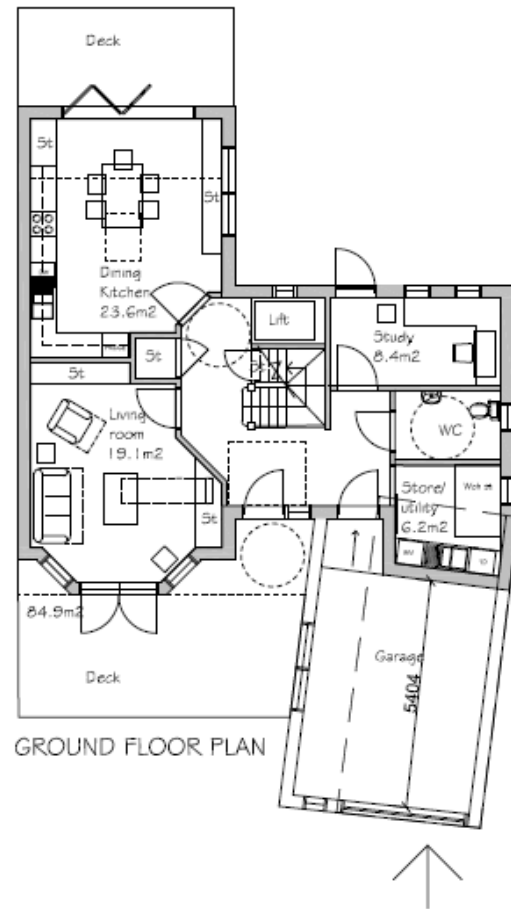 Deck
St
St
Dining
Kitchen
23.6m2
Lift
Study
8.4m2
St
St
St
Living
room
19.1m2
WC
Store/
utility
6.2m2
St
84.9m2
Garage
5404
Deck
GROUND FLOOR PLAN